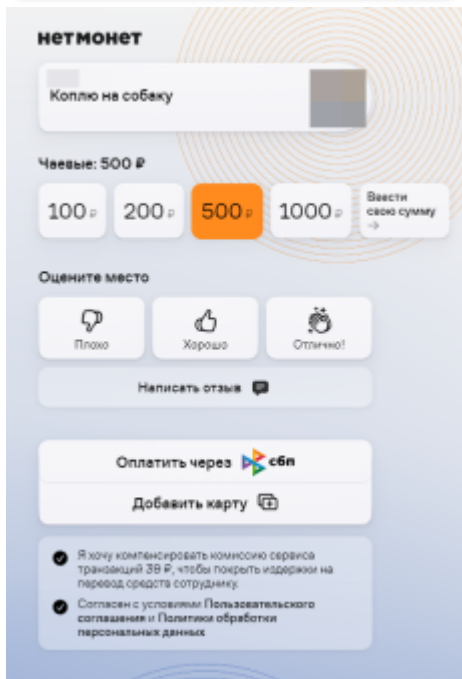 нетмонет
Коплю на собаку
Чаевые: 500 ₽
100 ₽ 200 ₽ 500 ₽ 1000 ₽ Ввести
свою сумму
→
Оцените место
Плохо Хорошо Отлично!
Написать отзыв
Оплатить через сбп
Добавить карту
Я хочу компенсировать комиссию сервиса
транзакций 39 ₽, чтобы покрыть издержки на
перевод средств сотруднику.
Согласен с условиями Пользовательского
соглашения и Политики обработки
персональных данных